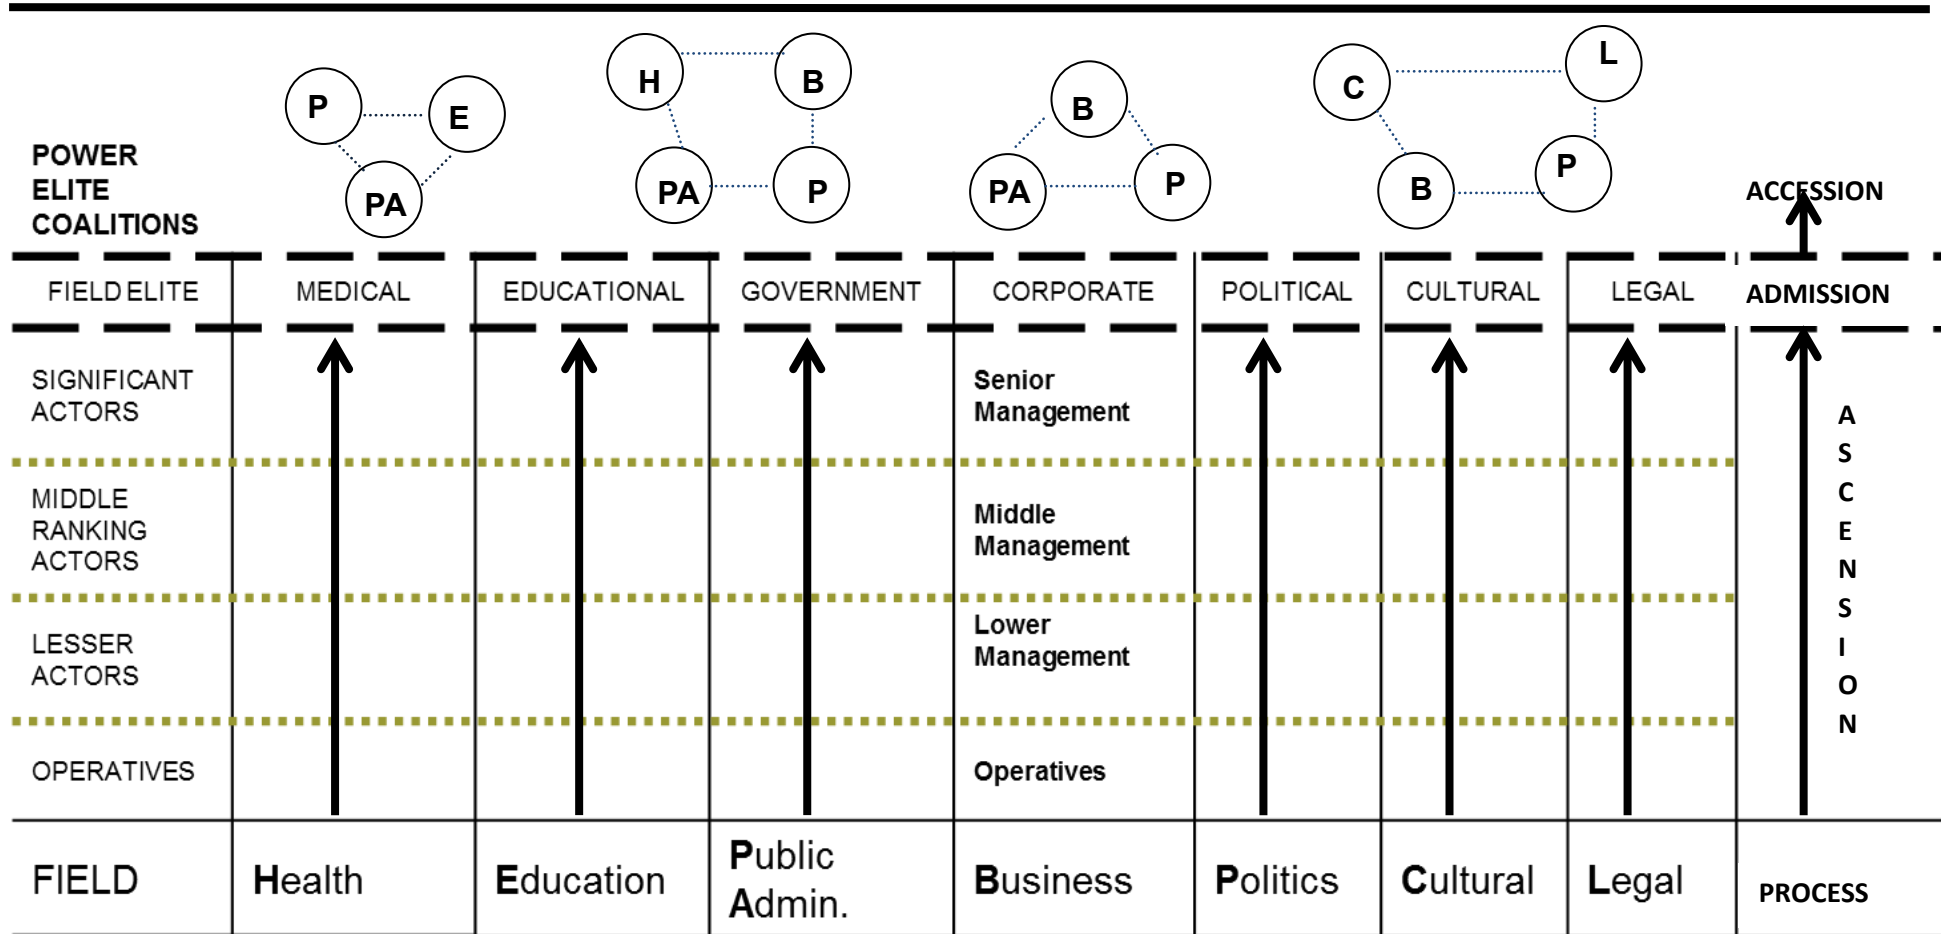 P
E
PA
H
B
PA
P
B
PA
P
C
L
B
P
POWER
ELITE
COALITIONS
ACCESSION
FIELD ELITE
MEDICAL
EDUCATIONAL
GOVERNMENT
CORPORATE
POLITICAL
CULTURAL
LEGAL
ADMISSION
SIGNIFICANT
ACTORS
Senior
Management
MIDDLE
RANKING
ACTORS
Middle
Management
LESSER
ACTORS
Lower
Management
OPERATIVES
Operatives
A
S
C
E
N
S
I
O
N
FIELD
Health
Education
Public
Admin.
Business
Politics
Cultural
Legal
PROCESS